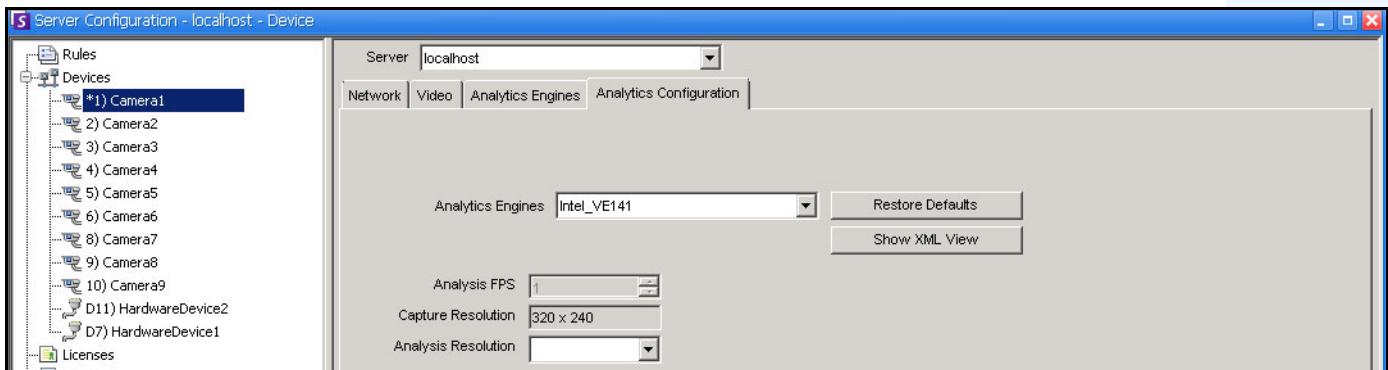 Server Configuration - localhost - Device
Rules
Devices
*1) Camera1
2) Camera2
3) Camera3
4) Camera4
5) Camera5
6) Camera6
8) Camera7
9) Camera8
10) Camera9
D11) HardwareDevice2
D7) HardwareDevice1
Licenses
Server localhost
Network Video Analytics Engines Analytics Configuration
Analytics Engines Intel_VE141 Restore Defaults
Show XML View
Analysis FPS 1
Capture Resolution 320 x 240
Analysis Resolution